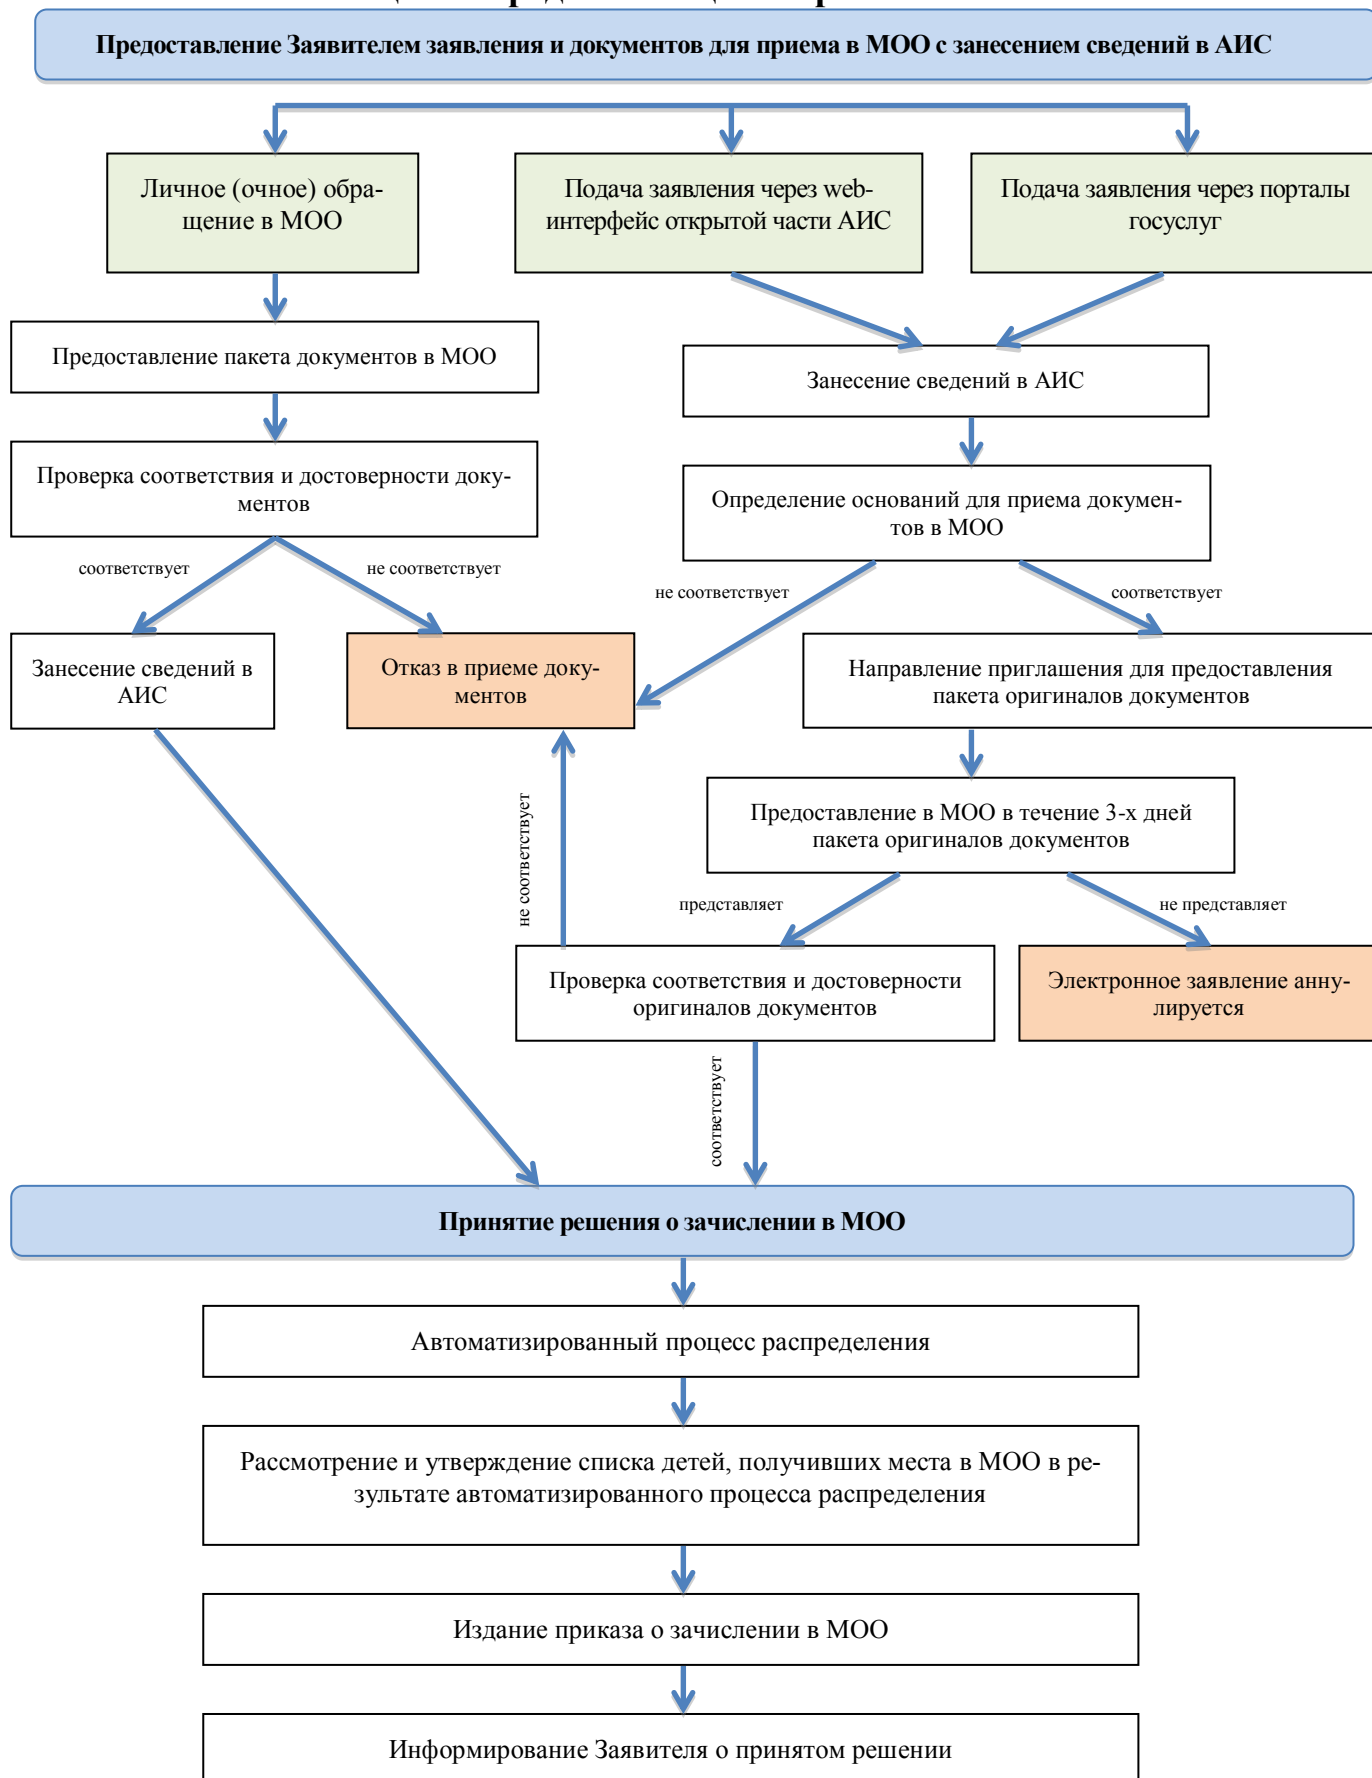 Предоставление Заявителем заявления и документов для приема в МОО с занесением сведений в АИС
Личное (очное) обра-
щение в МОО
Подача заявления через web-
интерфейс открытой части АИС
Подача заявления через порталы
госуслуг
Предоставление пакета документов в МОО
Занесение сведений в АИС
Проверка соответствия и достоверности доку-
ментов
Определение оснований для приема докумен-
тов в МОО
соответствует
не соответствует
не соответствует
соответствует
Занесение сведений в
АИС
Отказ в приеме доку-
ментов
Направление приглашения для предоставления
пакета оригиналов документов
Предоставление в МОО в течение 3-х дней
пакета оригиналов документов
не соответствует
представляет
не представляет
Проверка соответствия и достоверности
оригиналов документов
Электронное заявление анну-
лируется
соответствует
Принятие решения о зачислении в МОО
Автоматизированный процесс распределения
Рассмотрение и утверждение списка детей, получивших места в МОО в ре-
зультате автоматизированного процесса распределения
Издание приказа о зачислении в МОО
Информирование Заявителя о принятом решении